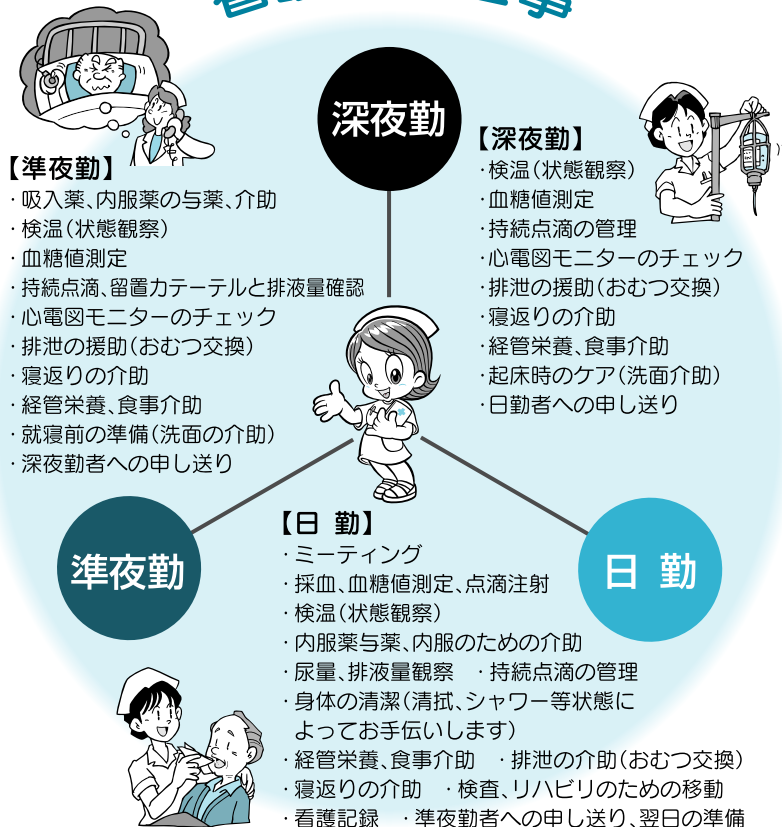 深夜勤
【準夜勤】
・吸入薬、内服薬の与薬、介助
・検温（状態観察）
・血糖値測定
・持続点滴、留置カテーテルと排液量確認
・心電図モニターのチェック
・排泄の援助（おむつ交換）
・寝返りの介助
・経管栄養、食事介助
・就寝前の準備（洗面の介助）
・深夜勤者への申し送り
【深夜勤】
・検温（状態観察）
・血糖値測定
・持続点滴の管理
・心電図モニターのチェック
・排泄の援助（おむつ交換）
・寝返りの介助
・経管栄養、食事介助
・起床時のケア（洗面介助）
・日勤者への申し送り
準夜勤
日 勤
【日 勤】
・ミーティング
・採血、血糖値測定、点滴注射
・検温（状態観察）
・内服薬与薬、内服のための介助
・尿量、排液量観察　・持続点滴の管理
・身体の清潔（清拭、シャワー等状態に
よってお手伝いします）
・経管栄養、食事介助　・排泄の介助（おむつ交換）
・寝返りの介助　・検査、リハビリのための移動
・看護記録　・準夜勤者への申し送り、翌日の準備